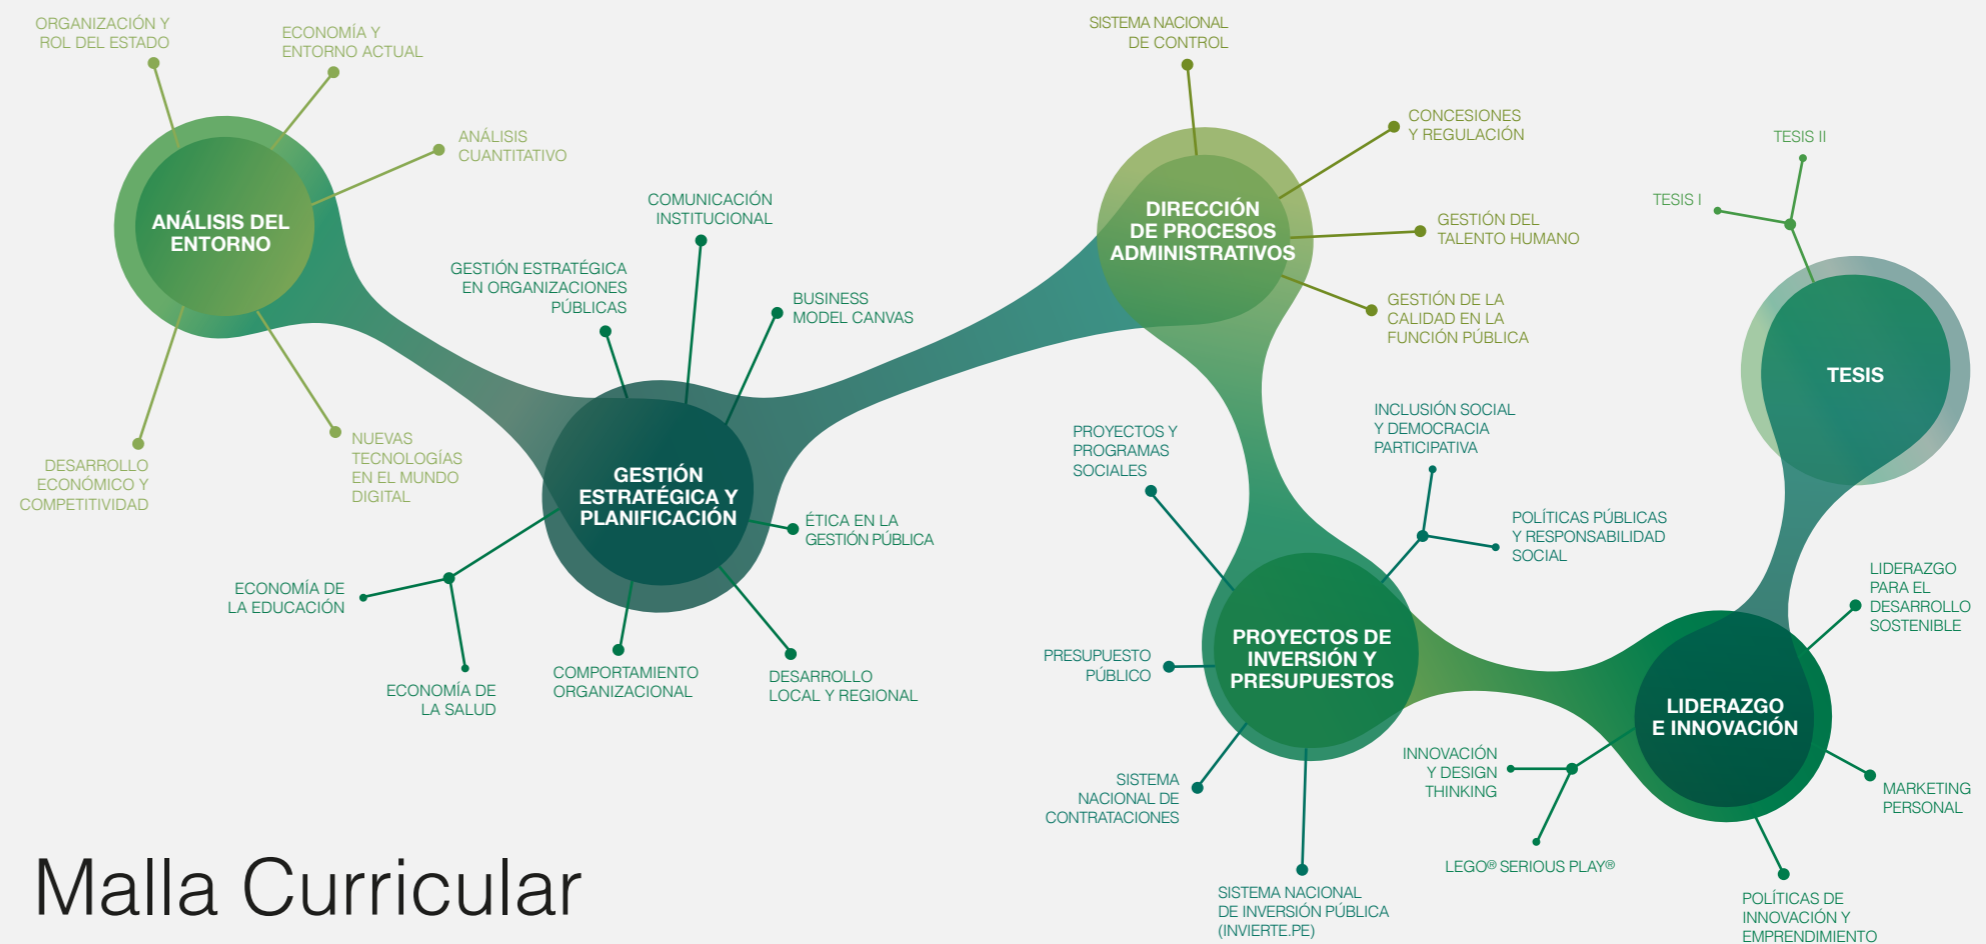 ORGANIZACIÓN Y
ROL DEL ESTADO
ECONOMÍA Y
ENTORNO ACTUAL
ANÁLISIS
CUANTITATIVO
ANÁLISIS DEL
ENTORNO
DESARROLLO
ECONÓMICO Y
COMPETITIVIDAD
NUEVAS
TECNOLOGÍAS
EN EL MUNDO
DIGITAL
COMUNICACIÓN
INSTITUCIONAL
GESTIÓN ESTRATÉGICA
EN ORGANIZACIONES
PÚBLICAS
BUSINESS
MODEL CANVAS
GESTIÓN
ESTRATÉGICA Y
PLANIFICACIÓN
ÉTICA EN LA
GESTIÓN PÚBLICA
ECONOMÍA DE
LA EDUCACIÓN
ECONOMÍA DE
LA SALUD
COMPORTAMIENTO
ORGANIZACIONAL
DESARROLLO
LOCAL Y REGIONAL
SISTEMA NACIONAL
DE CONTROL
CONCESIONES
Y REGULACIÓN
DIRECCIÓN
DE PROCESOS
ADMINISTRATIVOS
GESTIÓN DEL
TALENTO HUMANO
GESTIÓN DE LA
CALIDAD EN LA
FUNCIÓN PÚBLICA
PROYECTOS Y
PROGRAMAS
SOCIALES
INCLUSIÓN SOCIAL
Y DEMOCRACIA
PARTICIPATIVA
POLÍTICAS PÚBLICAS
Y RESPONSABILIDAD
SOCIAL
PROYECTOS DE
INVERSIÓN Y
PRESUPUESTOS
PRESUPUESTO
PÚBLICO
SISTEMA
NACIONAL DE
CONTRATACIONES
SISTEMA NACIONAL
DE INVERSIÓN PÚBLICA
(INVIERTE.PE)
TESIS II
TESIS I
TESIS
LIDERAZGO
PARA EL
DESARROLLO
SOSTENIBLE
LIDERAZGO
E INNOVACIÓN
INNOVACIÓN
Y DESIGN
THINKING
LEGO® SERIOUS PLAY®
MARKETING
PERSONAL
POLÍTICAS DE
INNOVACIÓN Y
EMPRENDIMIENTO
Malla Curricular